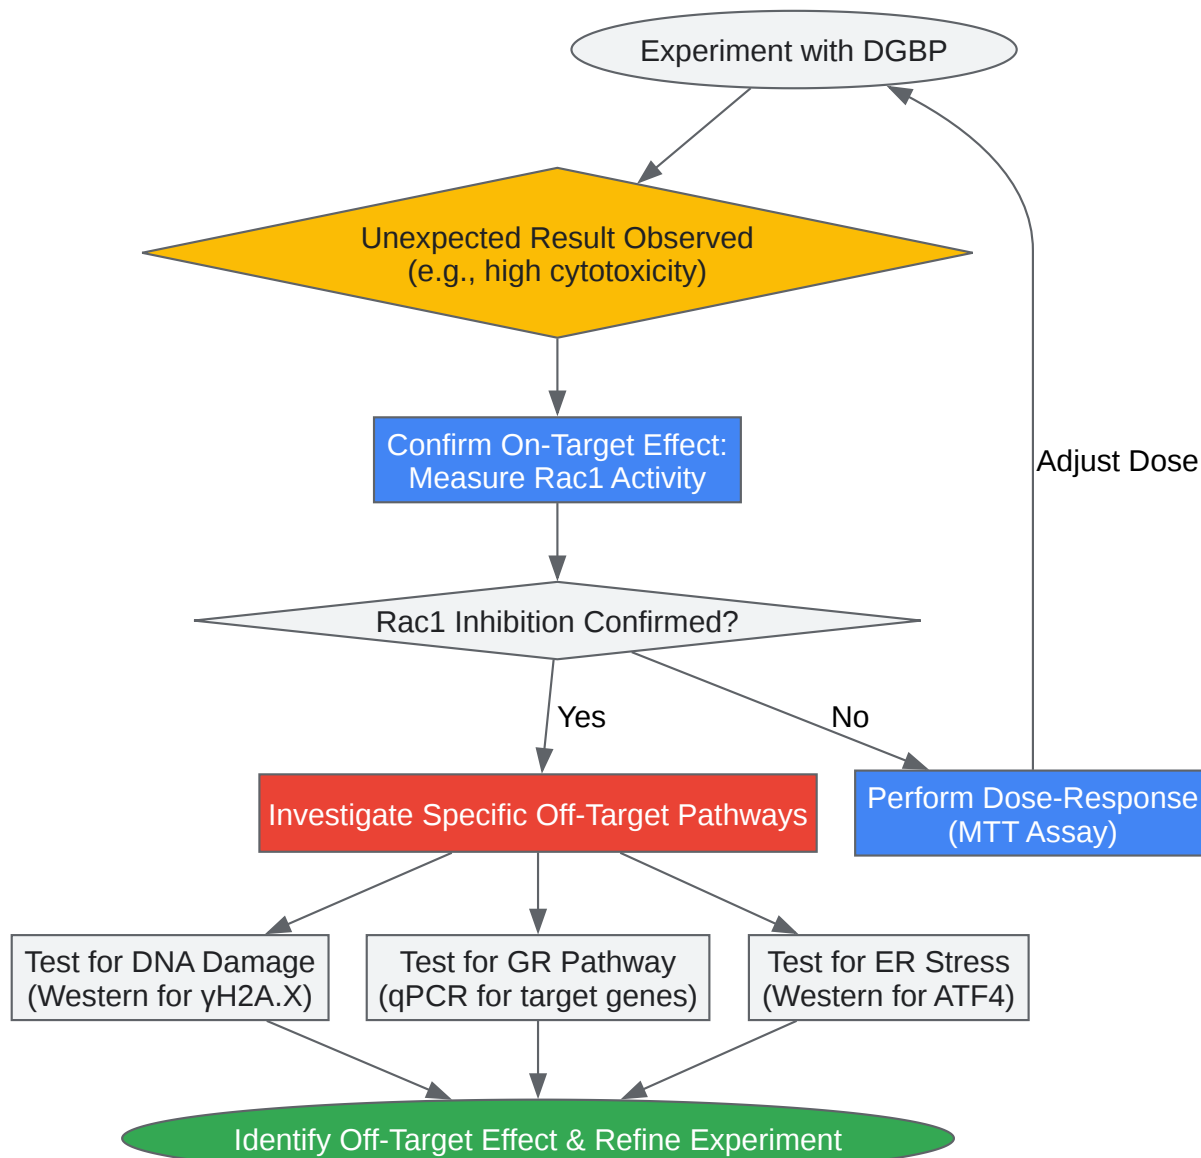 Experiment with DGBP
Unexpected Result Observed
(e.g., high cytotoxicity)
Confirm On-Target Effect:
Measure Rac1 Activity
Adjust Dose
Rac1 Inhibition Confirmed?
Yes
No
Investigate Specific Off-Target Pathways
Perform Dose-Response
(MTT Assay)
Test for DNA Damage
(Western for γH2A.X)
Test for GR Pathway
(qPCR for target genes)
Test for ER Stress
(Western for ATF4)
Identify Off-Target Effect & Refine Experiment